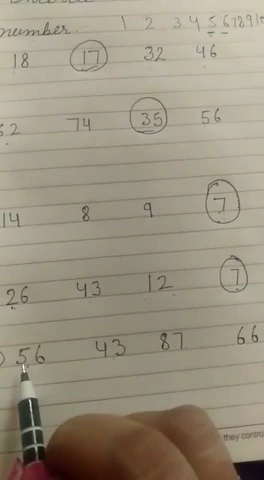 number. 1 2 3 4 5 6 7 8 9 10
18 17 32 46
62 74 35 56
14 8 9 7
26 43 12 7
56 43 87 66
they contro